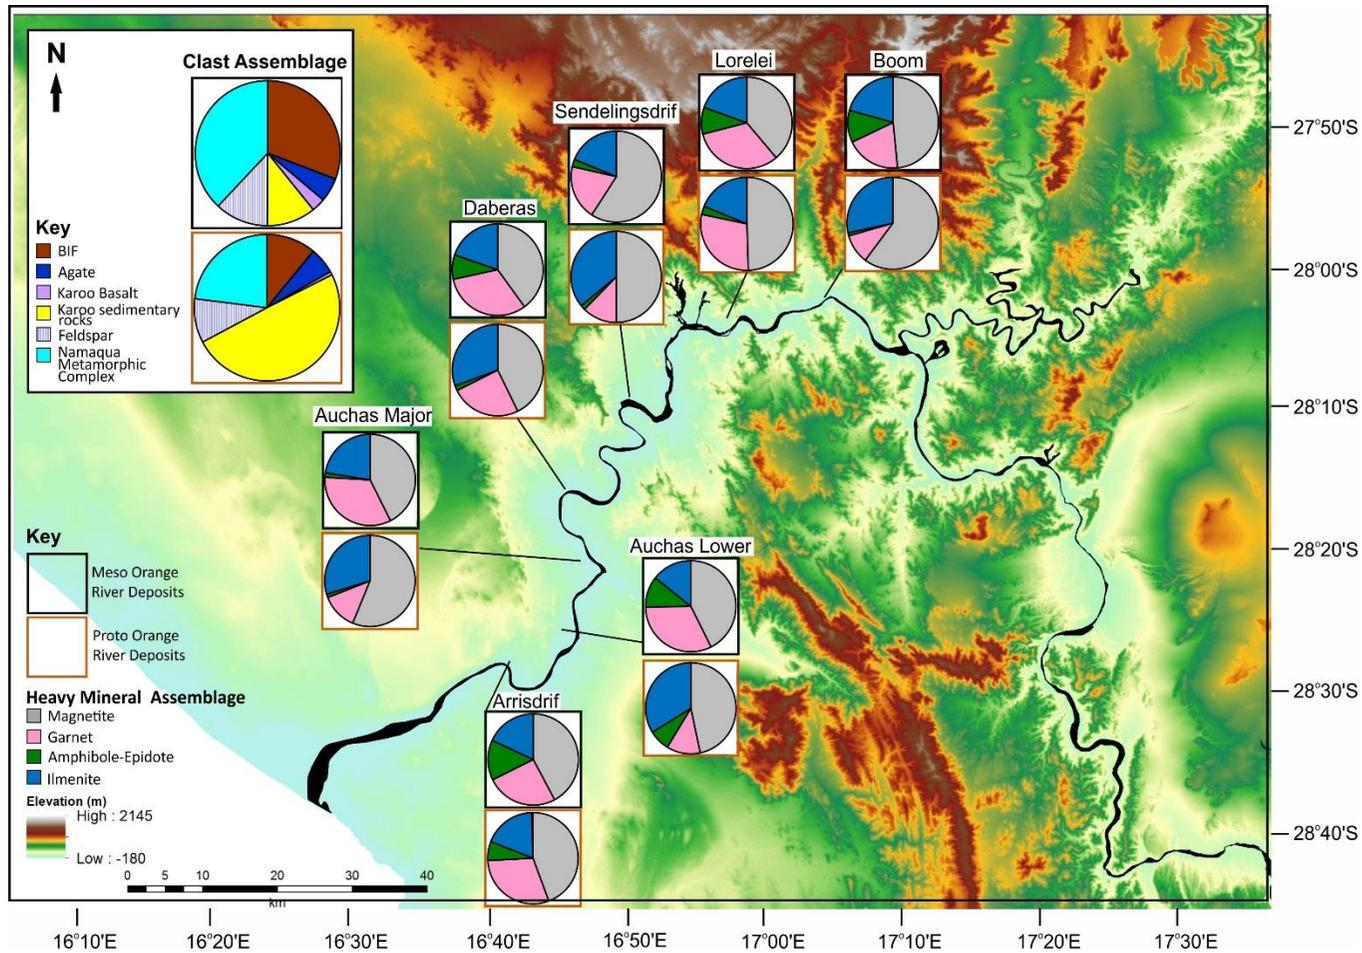 N
Clast Assemblage
Key
BIF
Agate
Karoo Basalt
Karoo sedimentary
rocks
Feldspar
Namaqua
Metamorphic
Complex
Lorelei
Boom
Sendelingsdrif
Daberas
Auchas Major
Auchas Lower
Arrisdrif
Key
Meso Orange
River Deposits
Proto Orange
River Deposits
Heavy Mineral Assemblage
Magnetite
Garnet
Amphibole-Epidote
Ilmenite
Elevation (m)
High : 2145
Low : -180
0 5 10 20 30 40
km
27°50'S
28°00'S
28°10'S
28°20'S
28°30'S
28°40'S
16°10'E 16°20'E 16°30'E 16°40'E 16°50'E 17°00'E 17°10'E 17°20'E 17°30'E